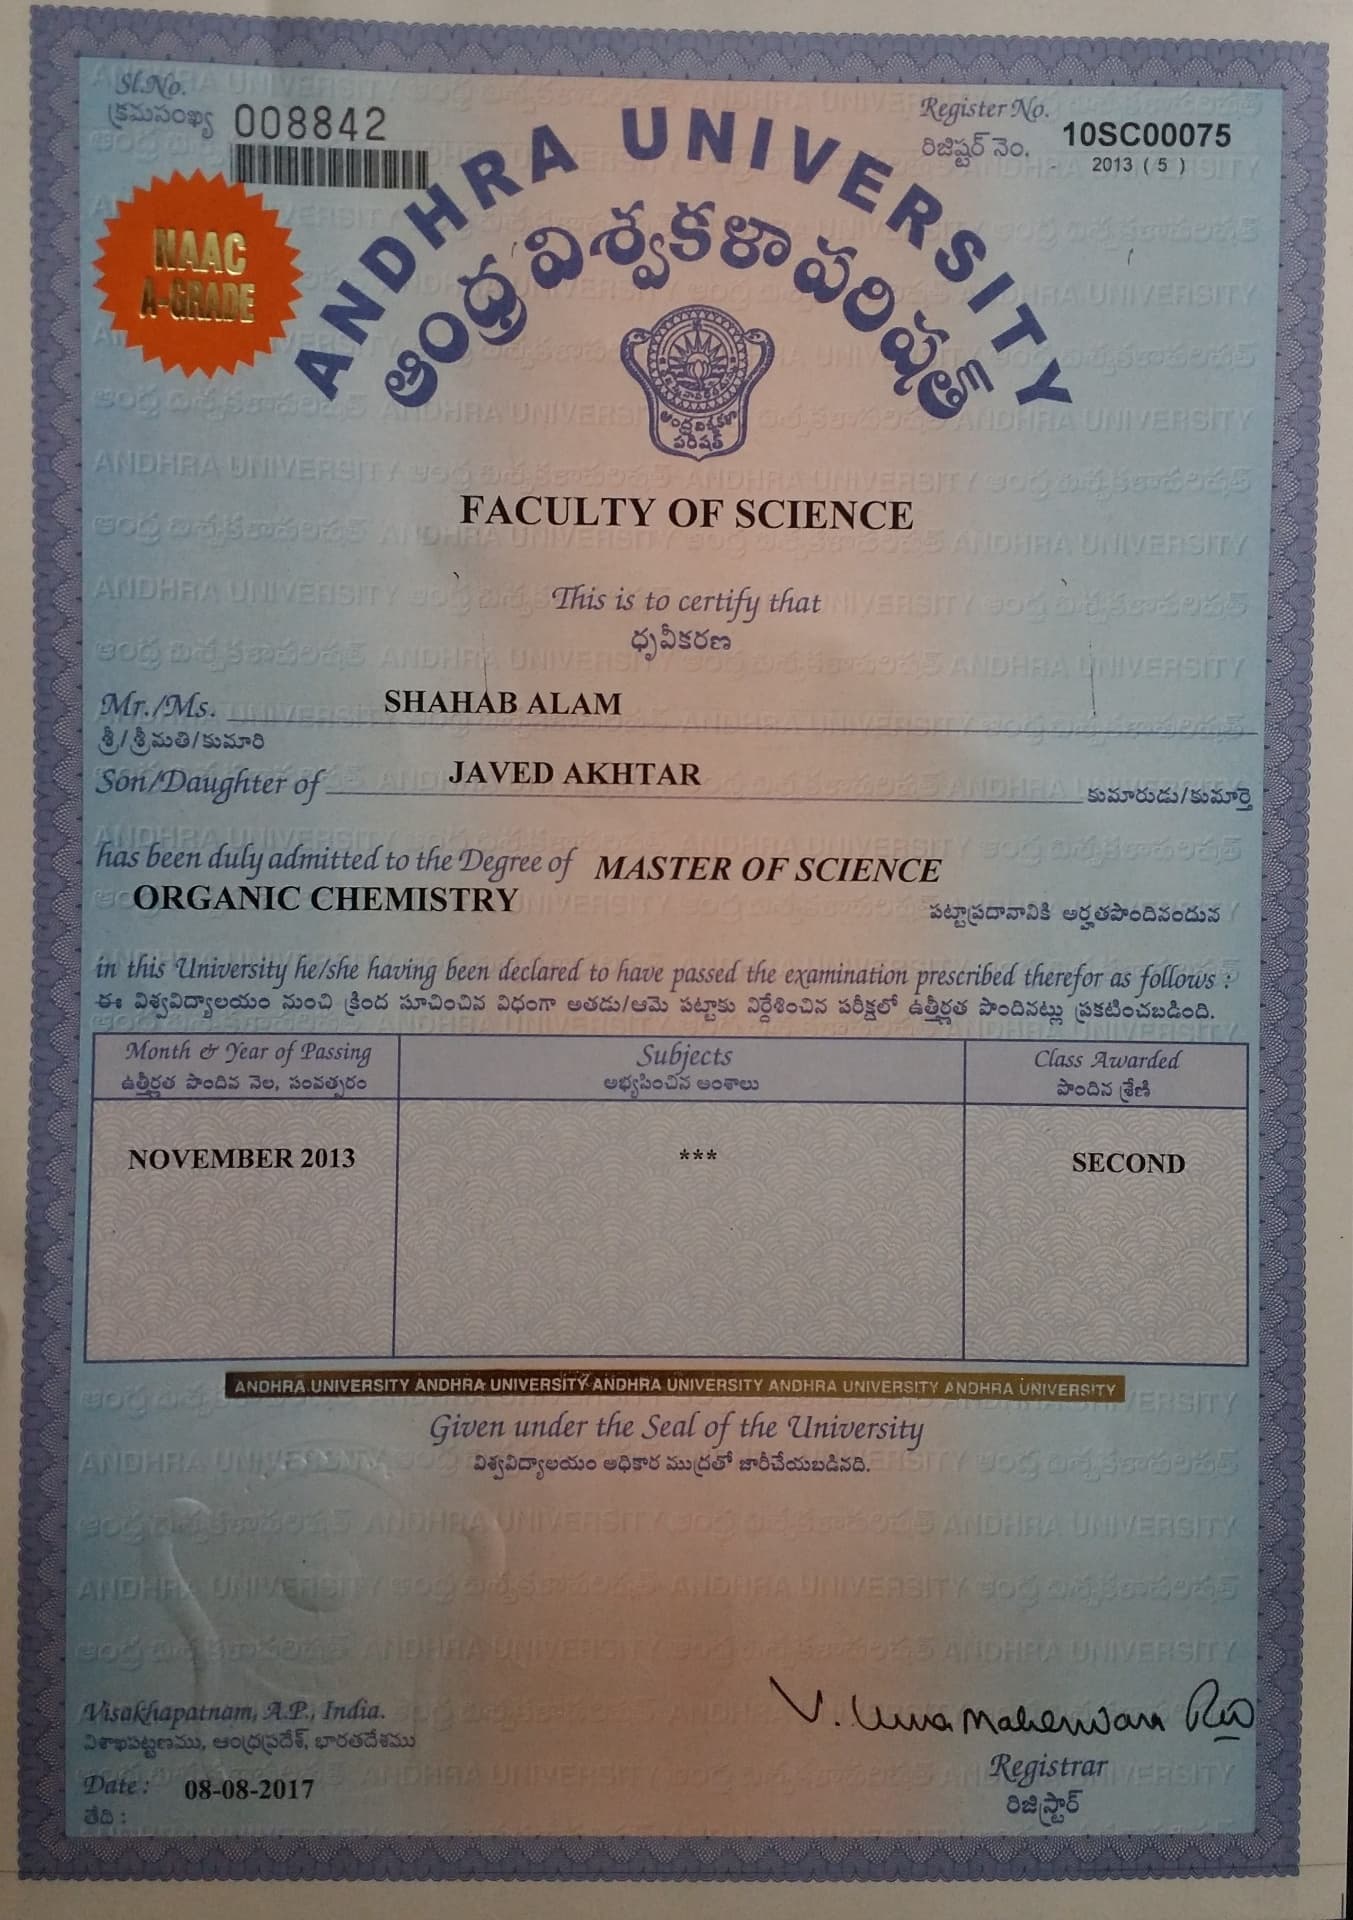 Sl.No.
క్రమసంఖ్య 008842
Register No.
రిజిష్టర్ నెం. 10SC00075
2013 ( 5 )
NAAC
A-GRADE
ANDHRA UNIVERSITY
ఆంధ్ర విశ్వకళా పరిషత్
ఆంధ్ర విశ్వకళా
పరిషత్
FACULTY OF SCIENCE
This is to certify that
ధృవీకరణ
Mr./Ms. SHAHAB ALAM
శ్రీ/శ్రీమతి/కుమారి
Son/Daughter of JAVED AKHTAR కుమారుడు/కుమార్తె
has been duly admitted to the Degree of MASTER OF SCIENCE
ORGANIC CHEMISTRY పట్టాప్రదానానికి అర్హతపొందినందున
in this University he/she having been declared to have passed the examination prescribed therefor as follows :
ఈ విశ్వవిద్యాలయం నుంచి క్రింద సూచించిన విధంగా అతడు/ఆమె పట్టాకు నిర్దేశించిన పరీక్షలో ఉత్తీర్ణత పొందినట్లు ప్రకటించబడింది.
Month & Year of Passing Subjects Class Awarded
ఉత్తీర్ణత పొందిన నెల, సంవత్సరం అభ్యసించిన అంశాలు పొందిన శ్రేణి
NOVEMBER 2013 *** SECOND
ANDHRA UNIVERSITY ANDHRA UNIVERSITY ANDHRA UNIVERSITY ANDHRA UNIVERSITY ANDHRA UNIVERSITY
Given under the Seal of the University
విశ్వవిద్యాలయం అధికార ముద్రతో జారీచేయబడినది.
Visakhapatnam, A.P., India.
విశాఖపట్టణము, ఆంధ్రప్రదేశ్, భారతదేశము
V. Uma Maheswara Rao
Registrar
రిజిస్ట్రార్
Date : 08-08-2017
తేది :